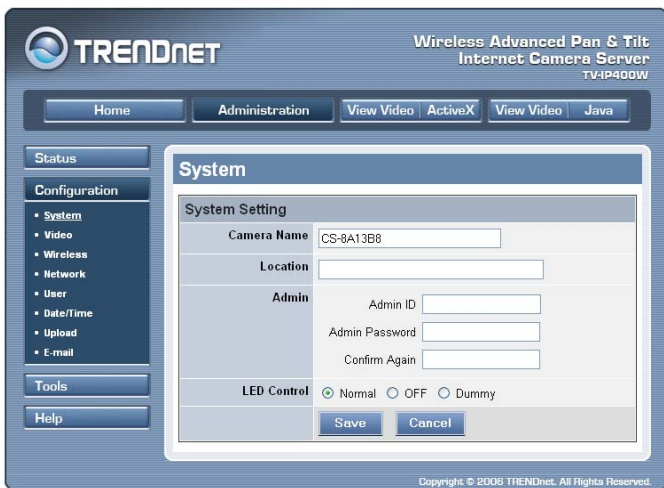 TRENDnet
Wireless Advanced Pan & Tilt
Internet Camera Server
TV-IP400W
Home
Administration
View Video ActiveX
View Video Java
Status
Configuration
System
Video
Wireless
Network
User
Date/Time
Upload
E-mail
Tools
Help
System
System Setting
Camera Name CS-8A13B8
Location
Admin
Admin ID
Admin Password
Confirm Again
LED Control Normal OFF Dummy
Save Cancel
Copyright © 2006 TRENDnet. All Rights Reserved.